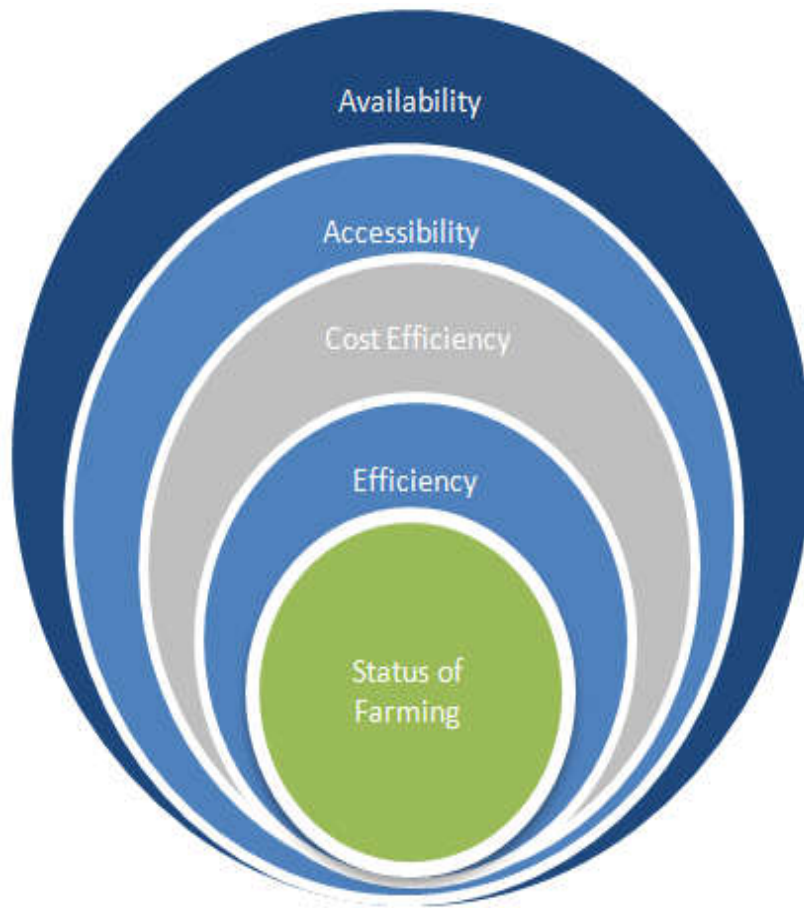 Availability
Accessibility
Cost Efficiency
Efficiency
Status of
Farming